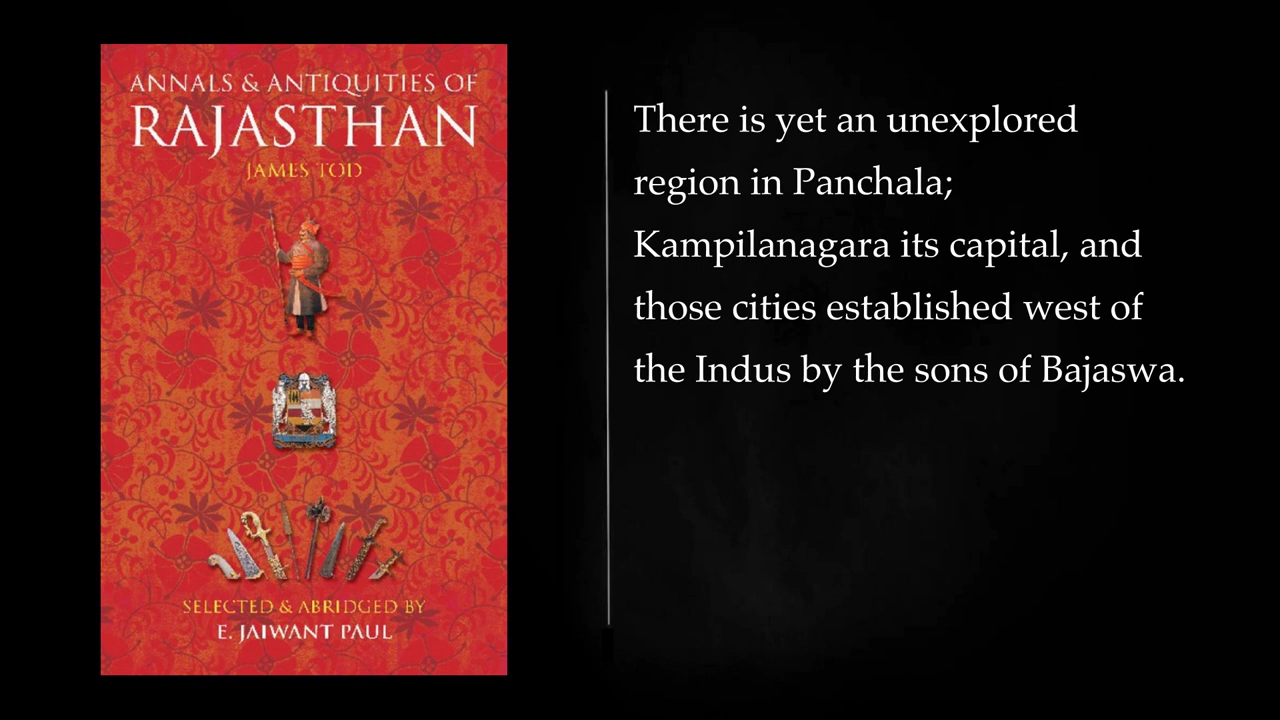 ANNALS & ANTIQUITIES OF
RAJASTHAN
JAMES TOD
SELECTED & ABRIDGED BY
E. JAIWANT PAUL
There is yet an unexplored
region in Panchala;
Kampilanagara its capital, and
those cities established west of
the Indus by the sons of Bajaswa.